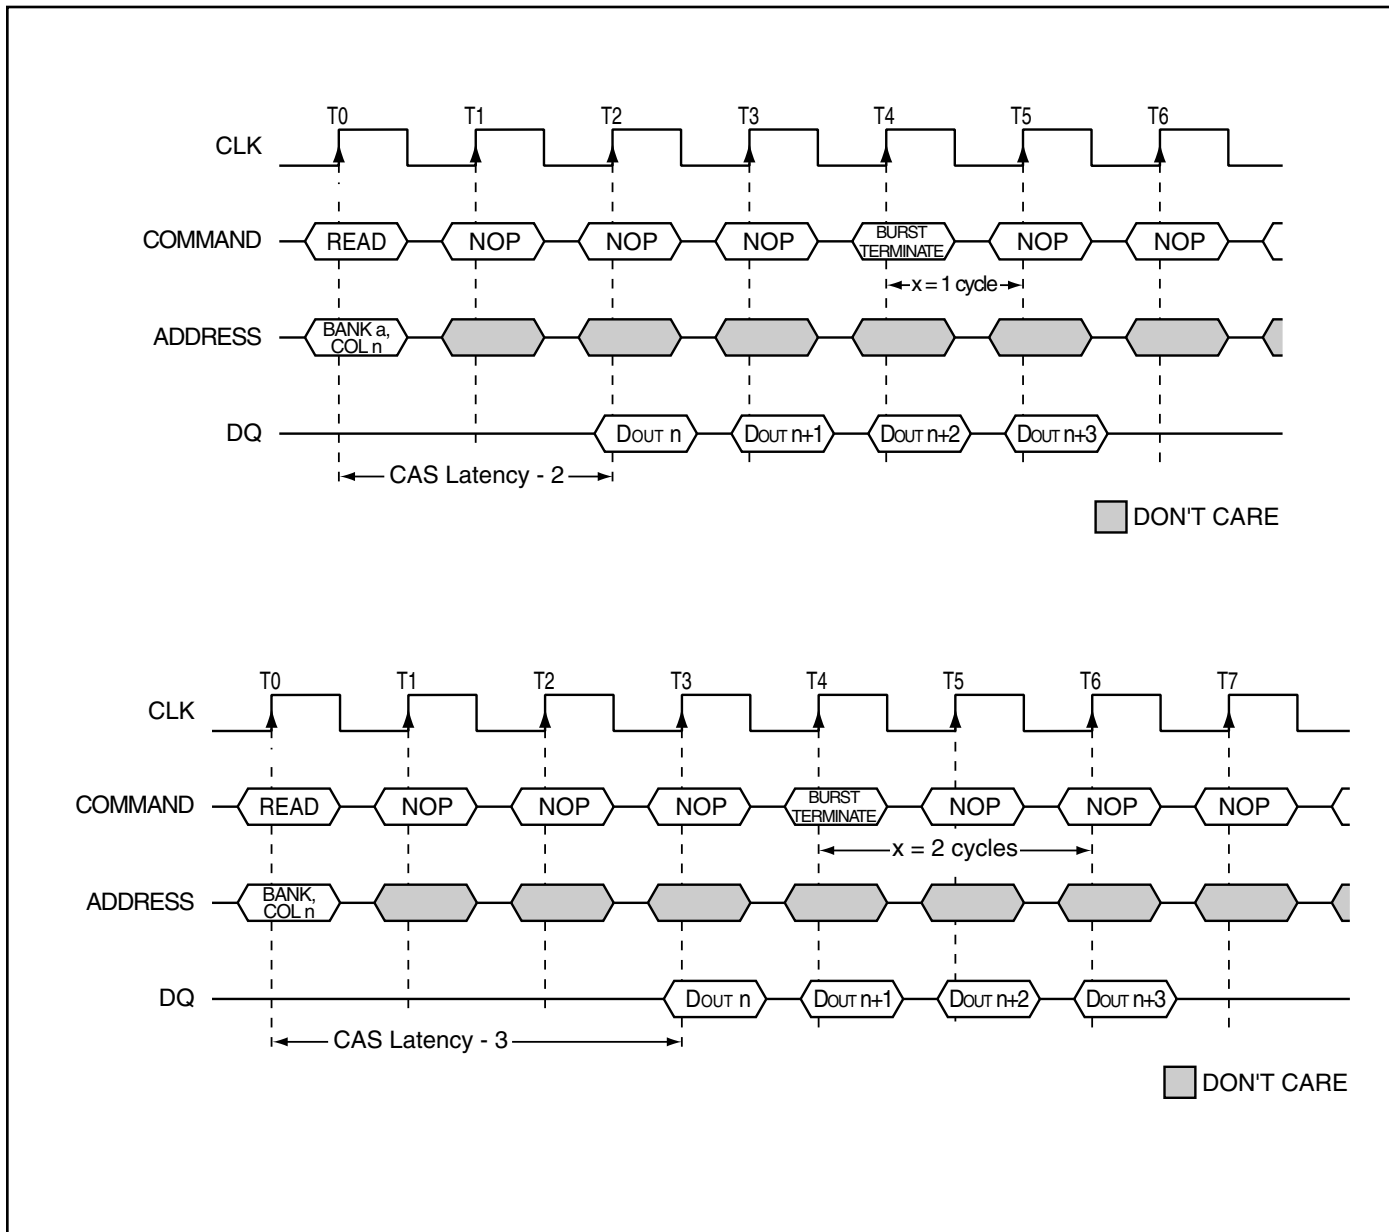 T0 T1 T2 T3 T4 T5 T6
CLK
COMMAND READ NOP NOP NOP BURST TERMINATE NOP NOP
x = 1 cycle
ADDRESS BANK a, COL n
DQ DOUT n DOUT n+1 DOUT n+2 DOUT n+3
CAS Latency - 2
DON'T CARE
T0 T1 T2 T3 T4 T5 T6 T7
CLK
COMMAND READ NOP NOP NOP BURST TERMINATE NOP NOP NOP
x = 2 cycles
ADDRESS BANK, COL n
DQ DOUT n DOUT n+1 DOUT n+2 DOUT n+3
CAS Latency - 3
DON'T CARE